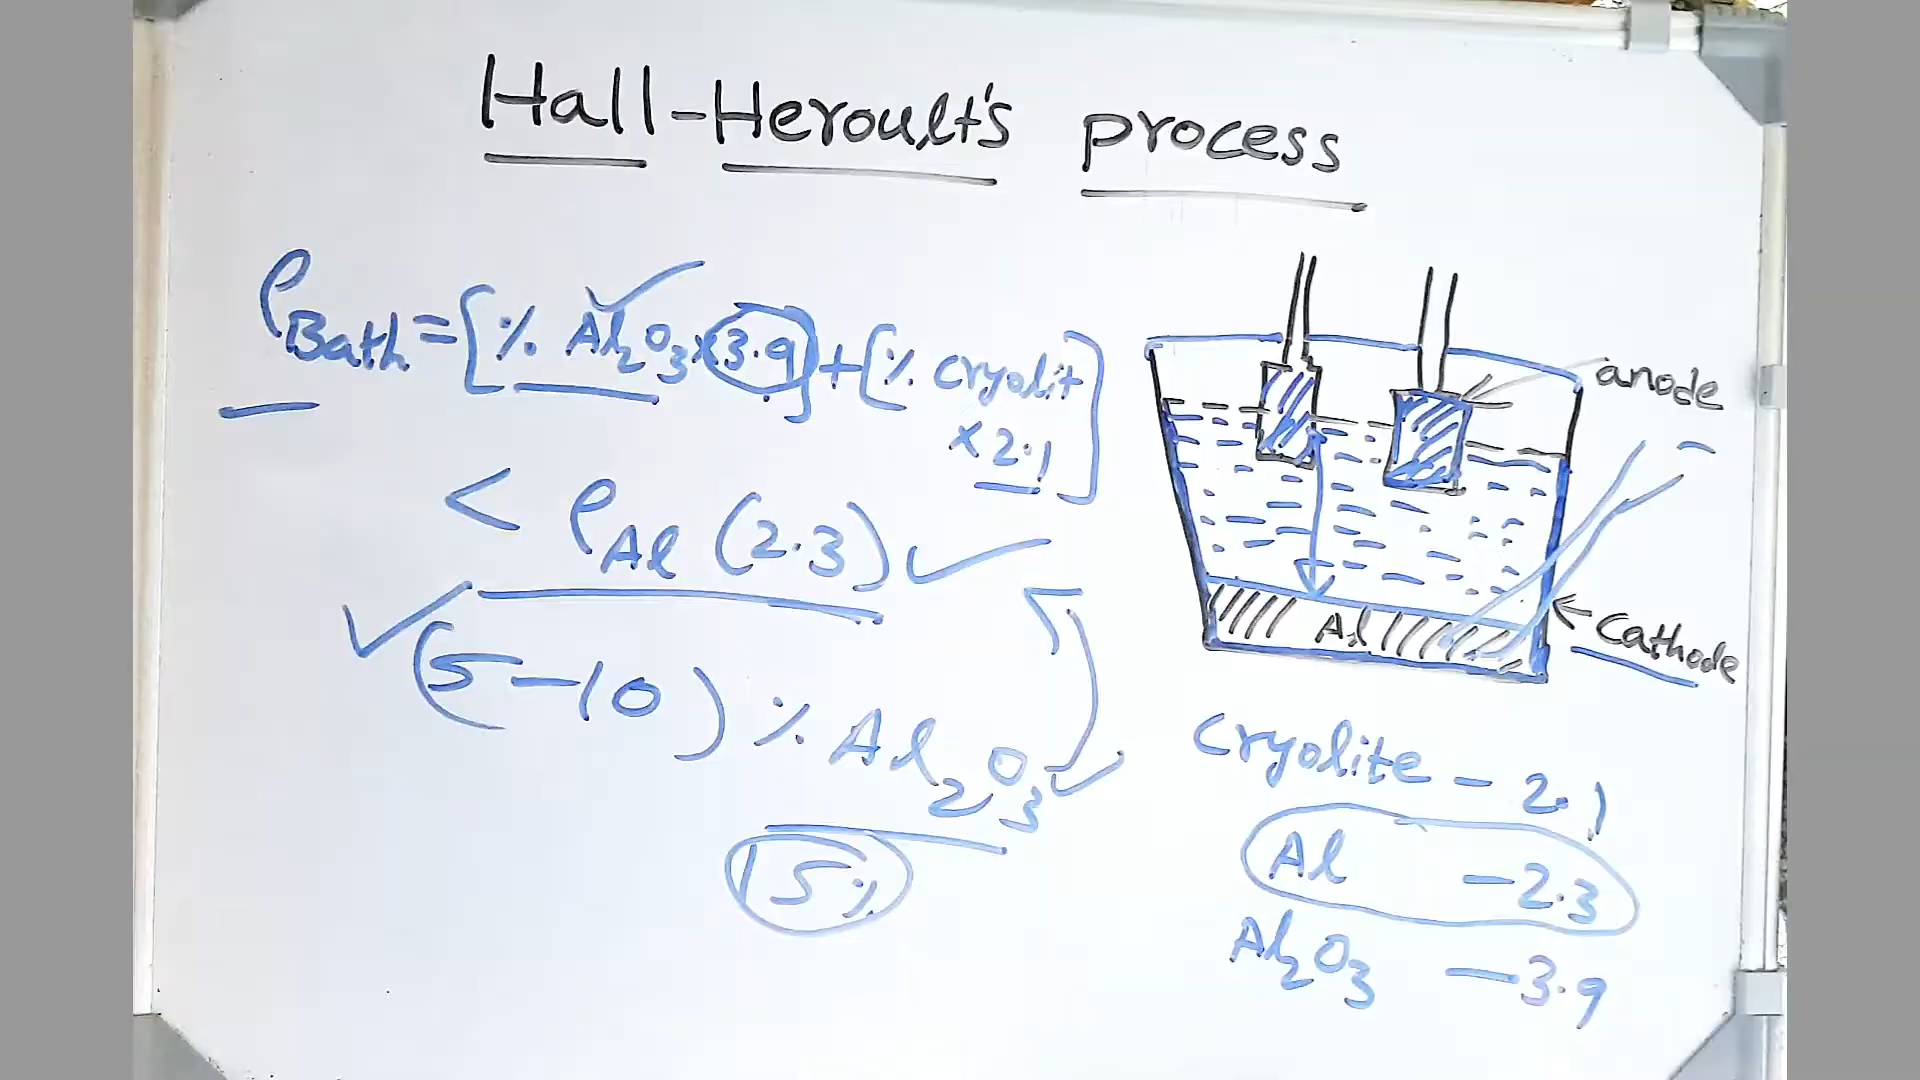 Hall-Heroult's process
ρBath = [% Al₂O₃ × 3.9] + [% cryolit × 2.1]
< ρAl (2.3)
(5-10) % Al₂O₃
15%
anode
Al
Cathode
Cryolite - 2.1
Al - 2.3
Al₂O₃ - 3.9